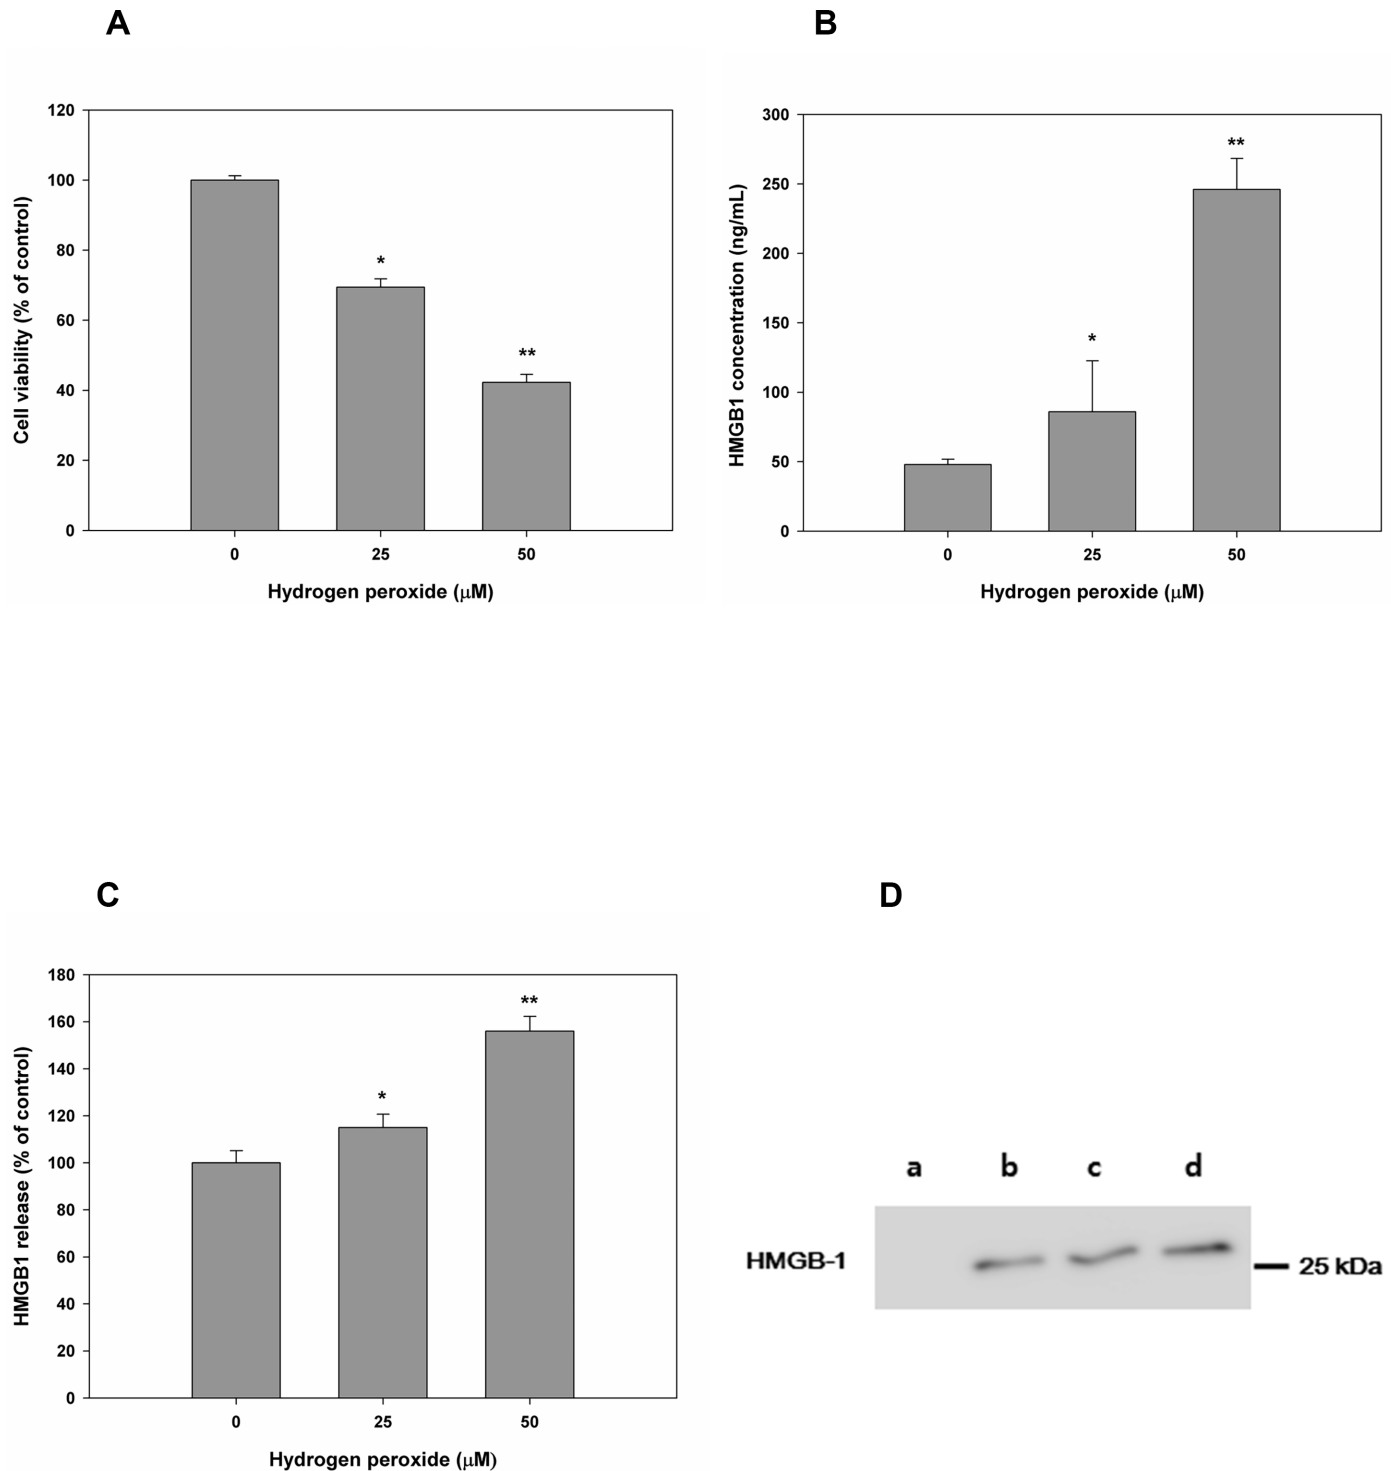 A
120
100
80
60
40
20
0
Cell viability (% of control)
*
**
0 25 50
Hydrogen peroxide (μM)
B
300
250
200
150
100
50
0
HMGB1 concentration (ng/mL)
*
**
0 25 50
Hydrogen peroxide (μM)
C
180
160
140
120
100
80
60
40
20
0
HMGB1 release (% of control)
*
**
0 25 50
Hydrogen peroxide (μM)
D
a b c d
HMGB-1
25 kDa